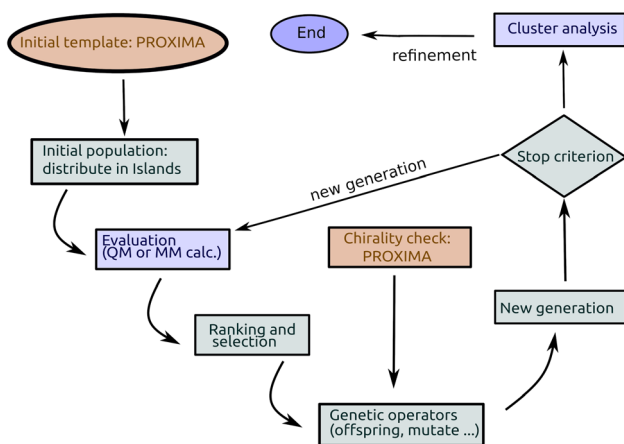 Initial template: PROXIMA
End
Cluster analysis
refinement
Initial population:
distribute in Islands
Stop criterion
new generation
Evaluation
(QM or MM calc.)
Chirality check:
PROXIMA
Ranking and
selection
New generation
Genetic operators
(offspring, mutate ...)